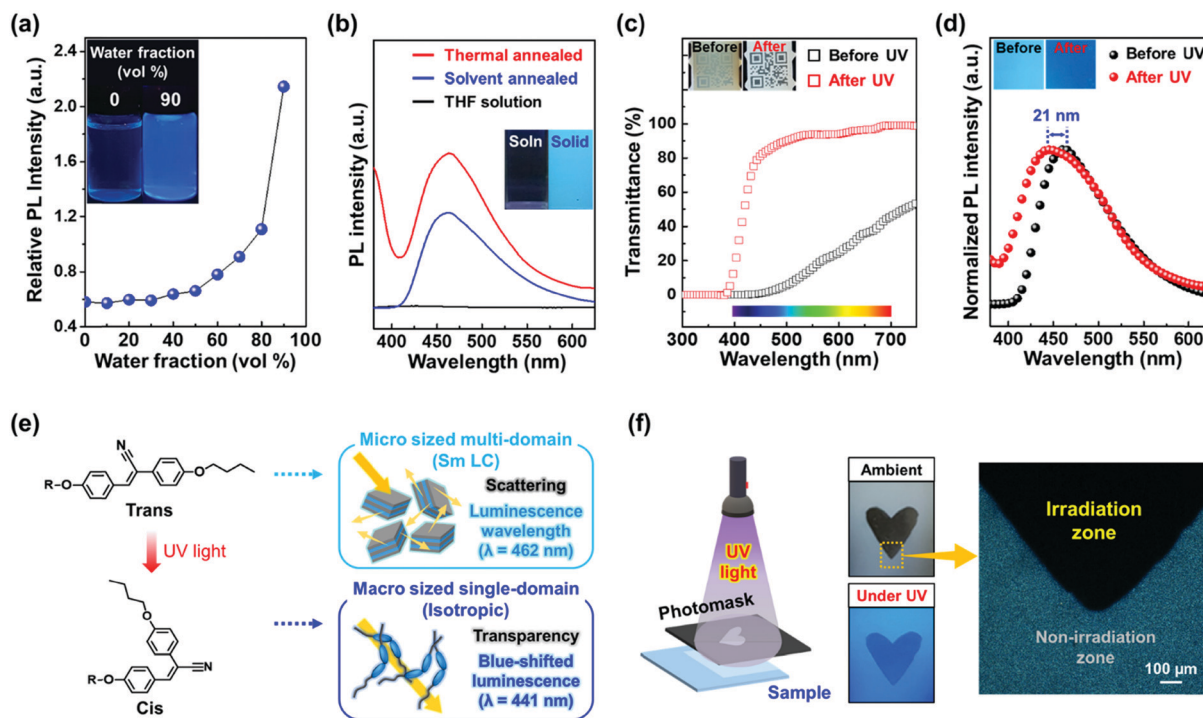 (a)
Water fraction
(vol %)
0 90
Relative PL Intensity (a.u.)
2.4
2.0
1.6
1.2
0.8
0.4
0 20 40 60 80 100
Water fraction (vol %)
(b)
Thermal annealed
Solvent annealed
THF solution
Soln Solid
PL intensity (a.u.)
400 450 500 550 600
Wavelength (nm)
(c)
Before After
Before UV
After UV
Transmittance (%)
120
100
80
60
40
20
0
300 400 500 600 700
Wavelength (nm)
(d)
Before After
Before UV
After UV
21 nm
Normalized PL intensity (a.u.)
400 450 500 550 600
Wavelength (nm)
(e)
N
O
R-O
Trans
UV light
O
N
R-O
Cis
Micro sized multi-domain
(Sm LC)
Scattering
Luminescence
wavelength
(λ = 462 nm)
Macro sized single-domain
(Isotropic)
Transparency
Blue-shifted
luminescence
(λ = 441 nm)
(f)
UV
light
Photomask
Sample
Ambient
Under UV
Irradiation
zone
Non-irradiation
zone
100 μm